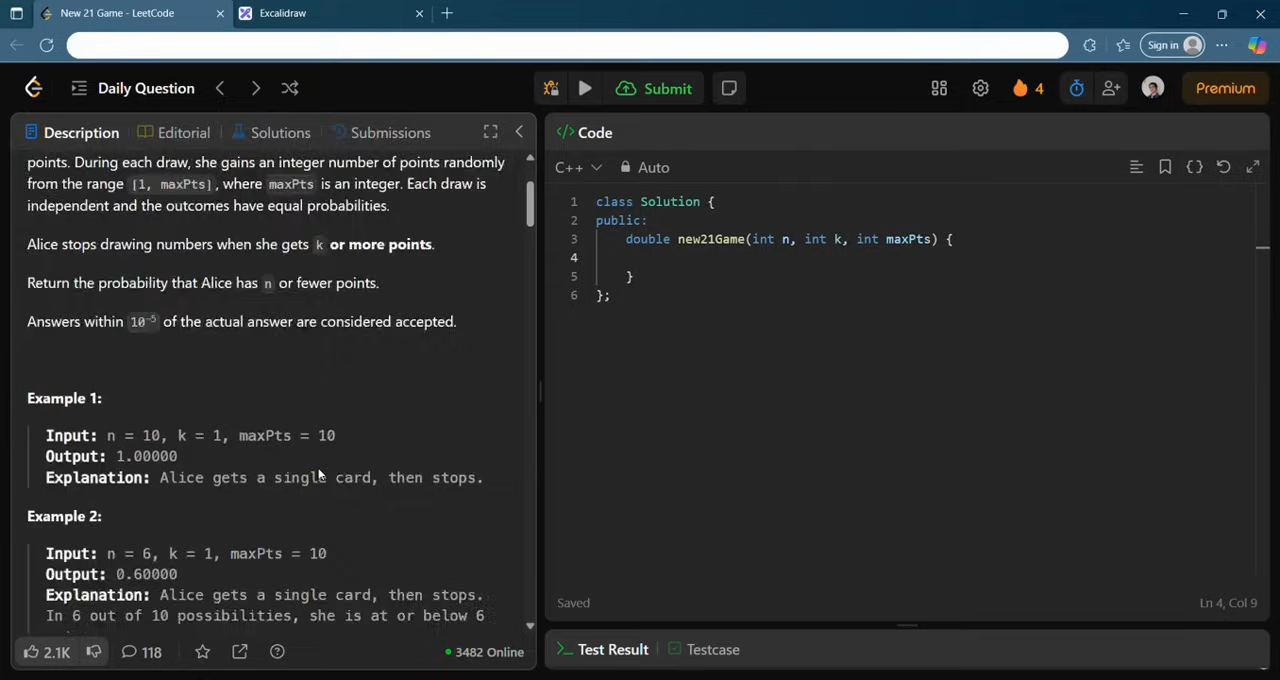 New 21 Game - LeetCode
Excalidraw
Sign in
Daily Question
Submit
4
Premium
Description
Editorial
Solutions
Submissions
points. During each draw, she gains an integer number of points randomly
from the range [1, maxPts], where maxPts is an integer. Each draw is
independent and the outcomes have equal probabilities.
Alice stops drawing numbers when she gets k or more points.
Return the probability that Alice has n or fewer points.
Answers within 10^-5 of the actual answer are considered accepted.
Example 1:
Input: n = 10, k = 1, maxPts = 10
Output: 1.00000
Explanation: Alice gets a single card, then stops.
Example 2:
Input: n = 6, k = 1, maxPts = 10
Output: 0.60000
Explanation: Alice gets a single card, then stops.
In 6 out of 10 possibilities, she is at or below 6
2.1K
118
3482 Online
</> Code
C++
Auto
1 class Solution {
2 public:
3 double new21Game(int n, int k, int maxPts) {
4
5 }
6 };
Saved
Ln 4, Col 9
Test Result
Testcase